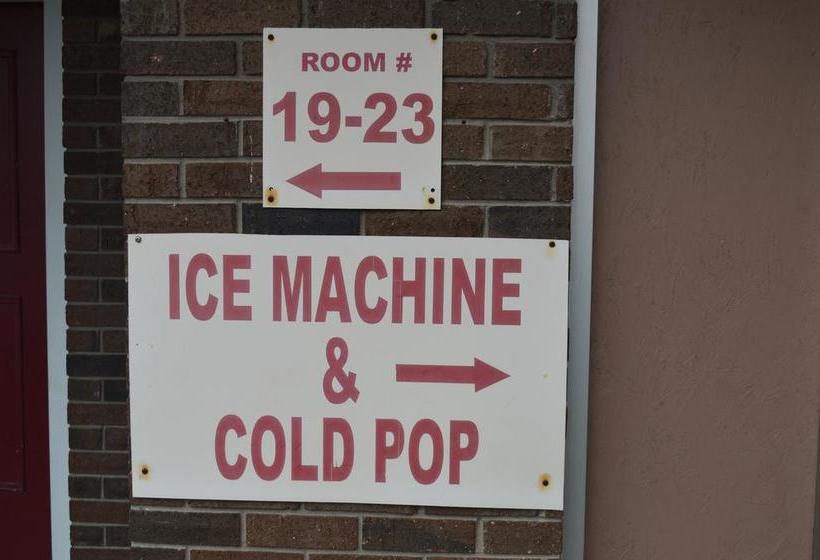 ROOM #
19-23
ICE MACHINE
&
COLD POP